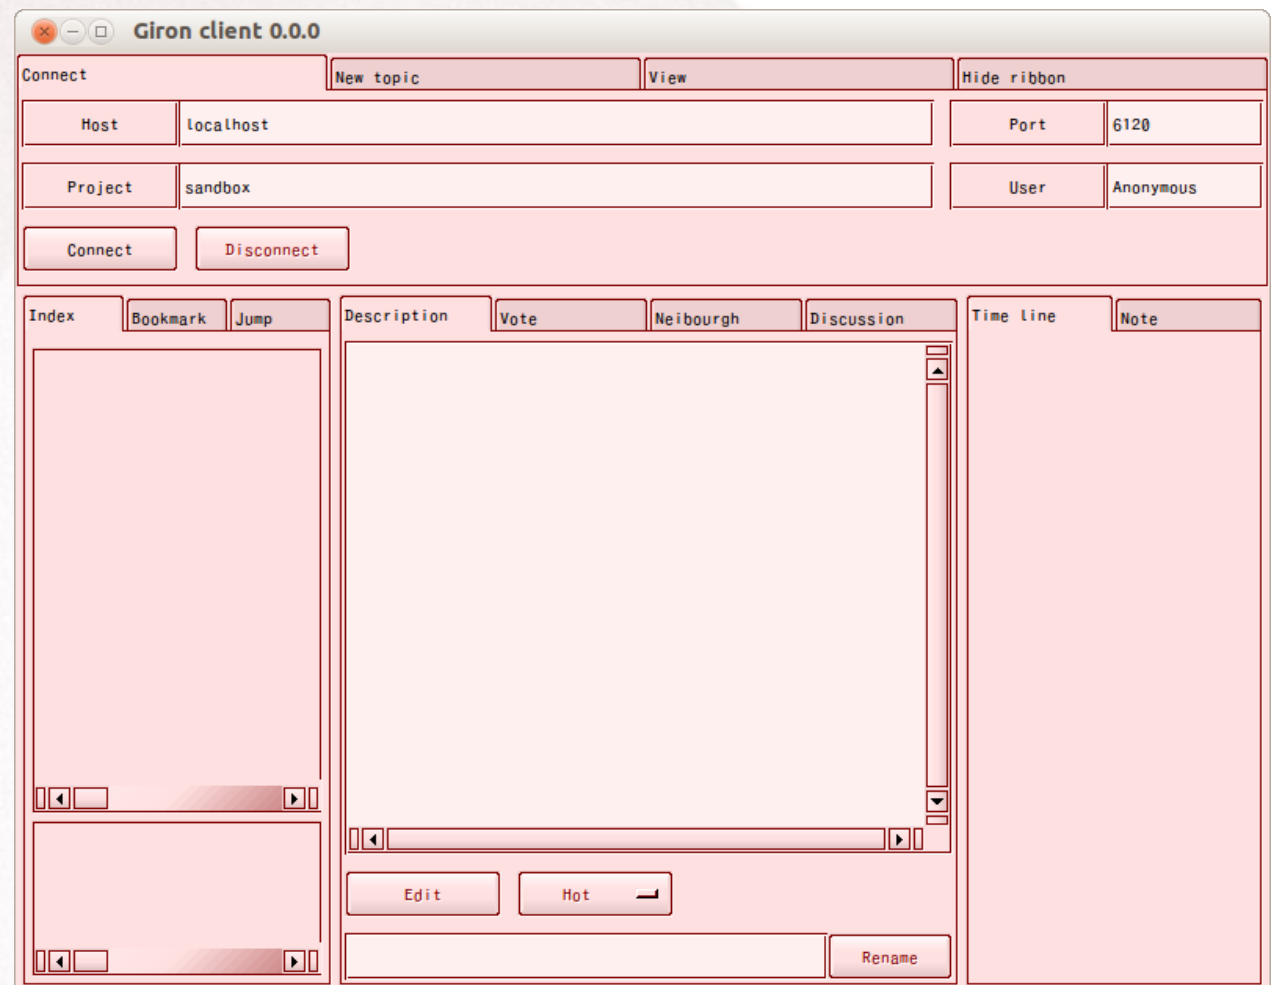 Giron client 0.0.0
Connect New topic View Hide ribbon
Host localhost Port 6120
Project sandbox User Anonymous
Connect Disconnect
Index Bookmark Jump Description Vote Neibourgh Discussion Time line Note
Edit Hot
Rename